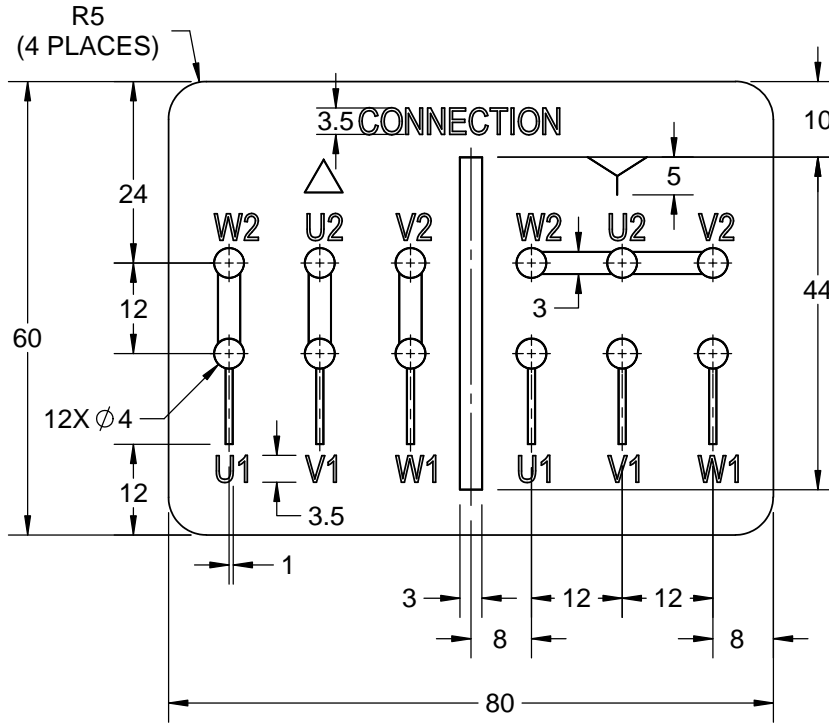 R5
(4 PLACES)
3.5 CONNECTION
10
5
24
W2 U2 V2 W2 U2 V2
12
3
44
60
12X Ø 4
U1 V1 W1 U1 V1 W1
12
3.5
1
3 12 12
8 8
80